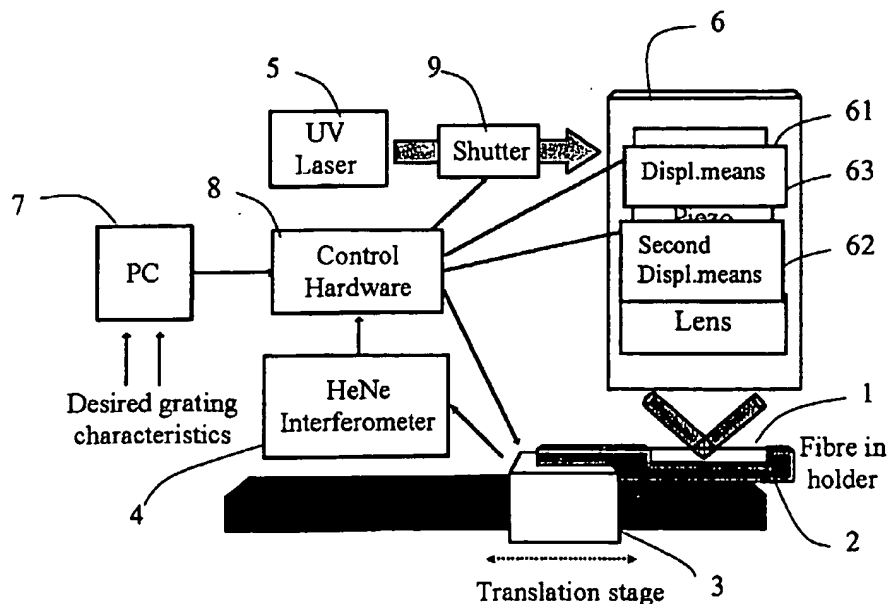 6
5
9
61
UV
Laser
Shutter
Displ.means
63
7
8
Piezo
PC
Control
Hardware
Second
Displ.means
62
Lens
HeNe
Interferometer
Desired grating
characteristics
1
Fibre in
holder
4
2
3
Translation stage